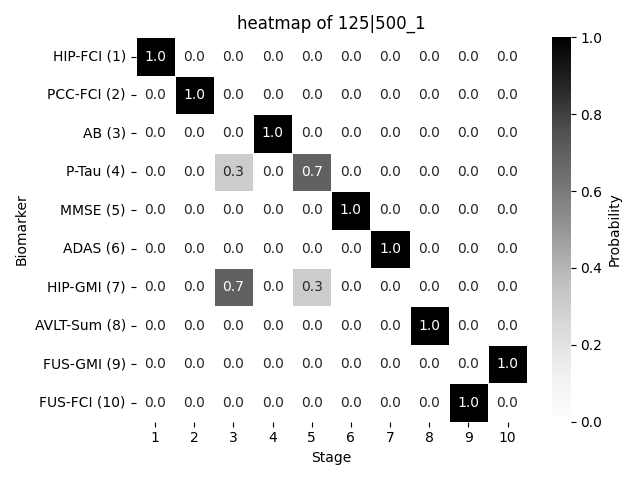 heatmap of 125|500_1
HIP-FCI (1) 1.0 0.0 0.0 0.0 0.0 0.0 0.0 0.0 0.0 0.0
PCC-FCI (2) 0.0 1.0 0.0 0.0 0.0 0.0 0.0 0.0 0.0 0.0
AB (3) 0.0 0.0 0.0 1.0 0.0 0.0 0.0 0.0 0.0 0.0
P-Tau (4) 0.0 0.0 0.3 0.0 0.7 0.0 0.0 0.0 0.0 0.0
MMSE (5) 0.0 0.0 0.0 0.0 0.0 1.0 0.0 0.0 0.0 0.0
ADAS (6) 0.0 0.0 0.0 0.0 0.0 0.0 1.0 0.0 0.0 0.0
HIP-GMI (7) 0.0 0.0 0.7 0.0 0.3 0.0 0.0 0.0 0.0 0.0
AVLT-Sum (8) 0.0 0.0 0.0 0.0 0.0 0.0 0.0 1.0 0.0 0.0
FUS-GMI (9) 0.0 0.0 0.0 0.0 0.0 0.0 0.0 0.0 0.0 1.0
FUS-FCI (10) 0.0 0.0 0.0 0.0 0.0 0.0 0.0 0.0 1.0 0.0
1 2 3 4 5 6 7 8 9 10
Stage
Biomarker
1.0
0.8
0.6
0.4
0.2
0.0
Probability